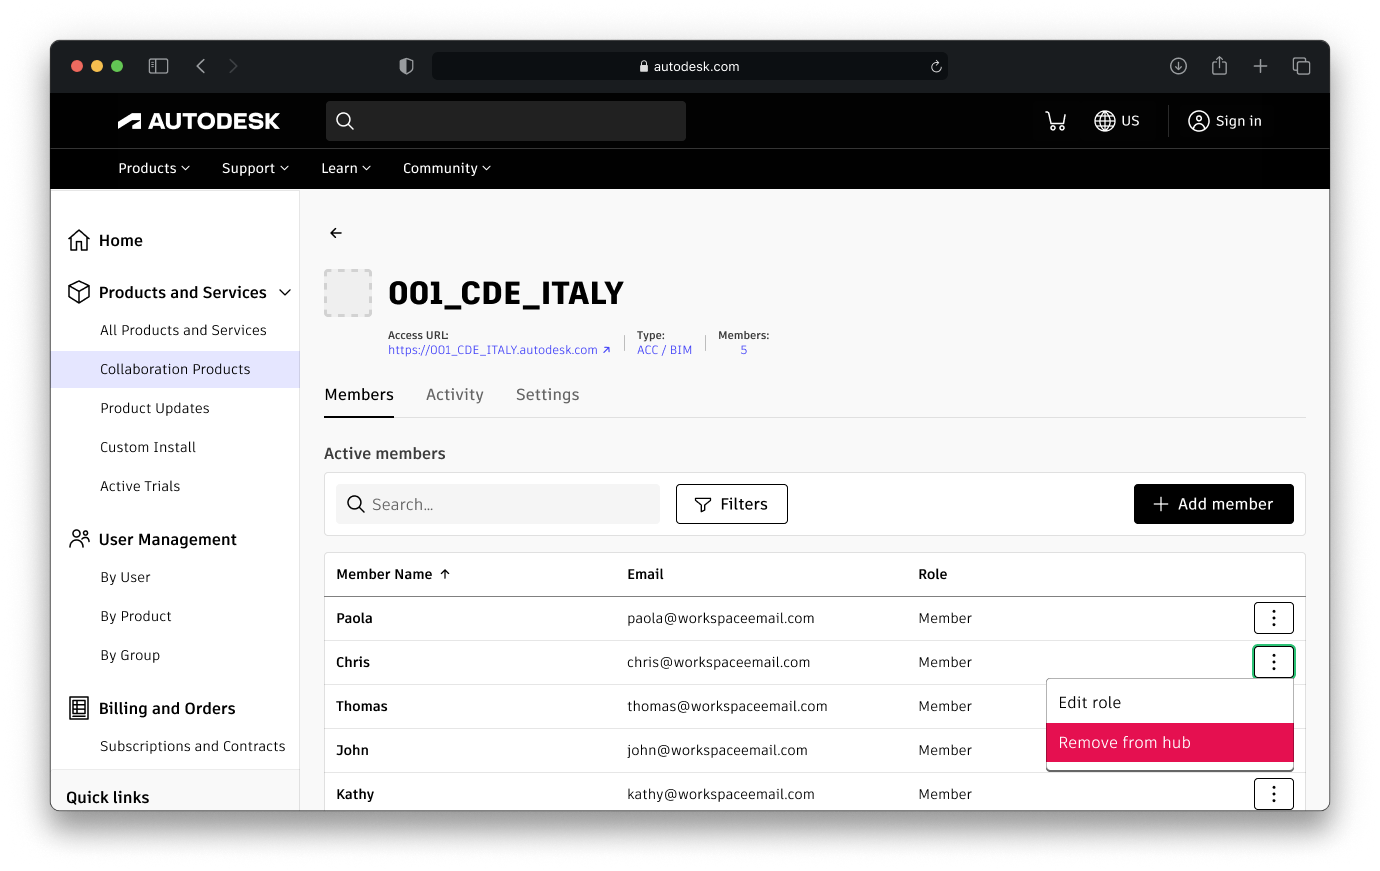 autodesk.com
AUTODESK
US
Sign in
Products
Support
Learn
Community
Home
Products and Services
All Products and Services
Collaboration Products
Product Updates
Custom Install
Active Trials
User Management
By User
By Product
By Group
Billing and Orders
Subscriptions and Contracts
Quick links
001_CDE_ITALY
Access URL:
https://001_CDE_ITALY.autodesk.com
Type:
ACC / BIM
Members:
5
Members
Activity
Settings
Active members
Search...
Filters
Add member
Member Name Email Role
Paola paola@workspaceemail.com Member
Chris chris@workspaceemail.com Member
Thomas thomas@workspaceemail.com Member
John john@workspaceemail.com Member
Kathy kathy@workspaceemail.com Member
Edit role
Remove from hub